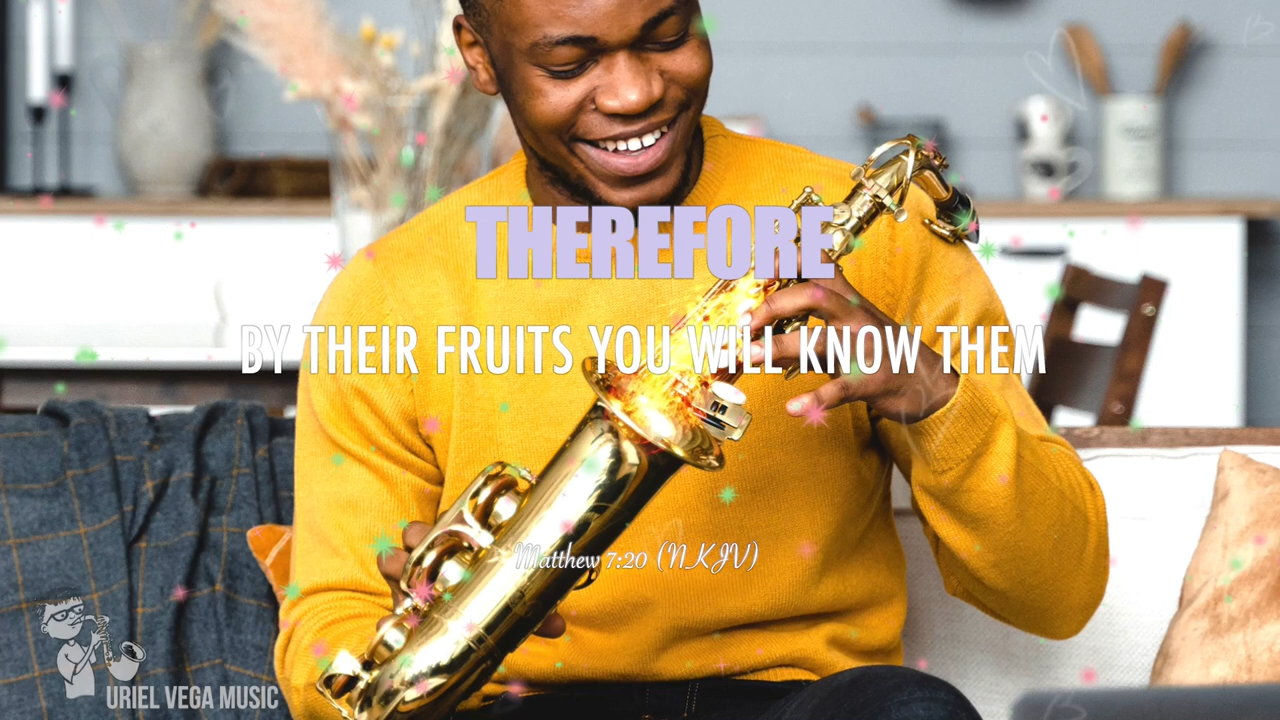 THEREFORE
BY THEIR FRUITS YOU WILL KNOW THEM
Matthew 7:20 (NKJV)
URIEL VEGA MUSIC